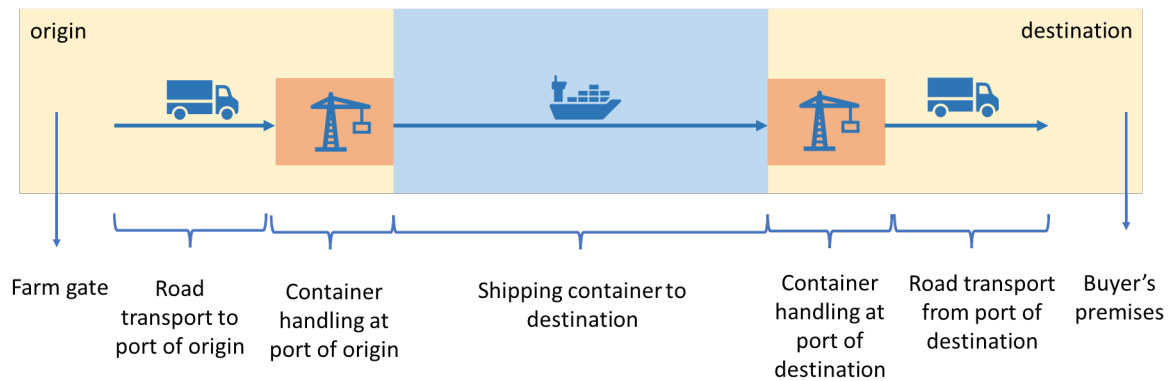 origin
destination
Farm gate
Road
transport to
port of origin
Container
handling at
port of origin
Shipping container to
destination
Container
handling at
port of
destination
Road transport
from port of
destination
Buyer's
premises